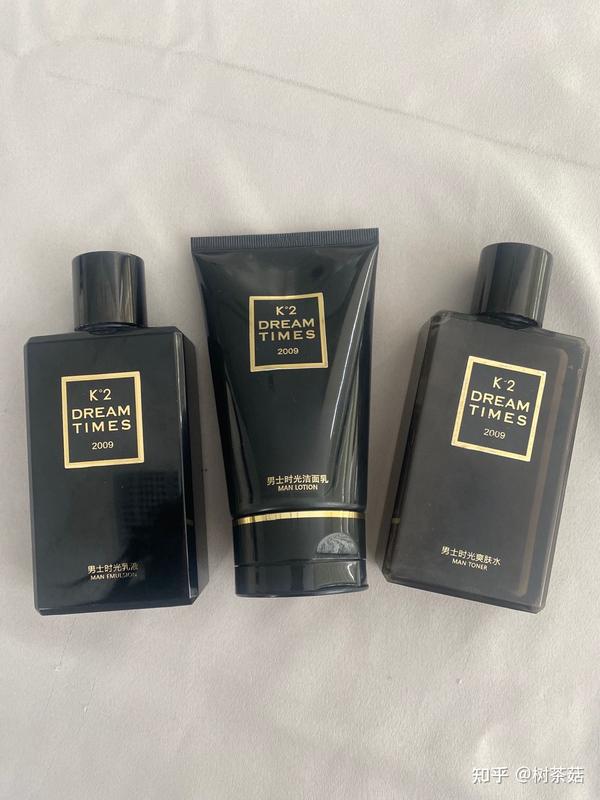 K°2
DREAM
TIMES
2009
男士时光乳液
MAN EMULSION
K°2
DREAM
TIMES
2009
男士时光洁面乳
MAN LOTION
K°2
DREAM
TIMES
2009
男士时光爽肤水
MAN TONER
知乎 @树茶菇